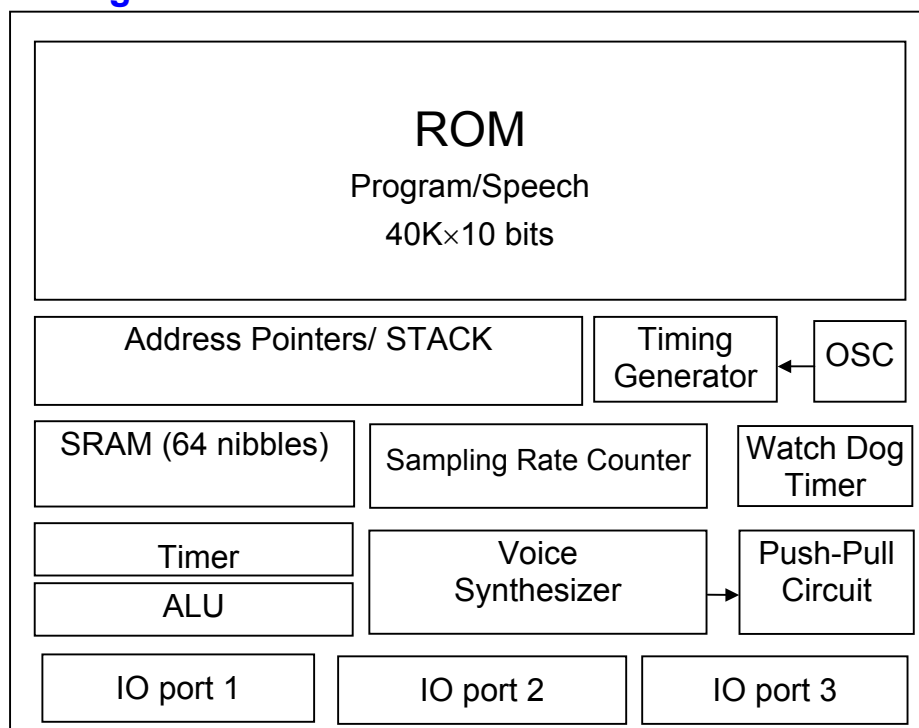 ROM
Program/Speech
40K×10 bits
Address Pointers/ STACK
Timing
Generator
OSC
SRAM (64 nibbles)
Sampling Rate Counter
Watch Dog
Timer
Timer
ALU
Voice
Synthesizer
Push-Pull
Circuit
IO port 1
IO port 2
IO port 3